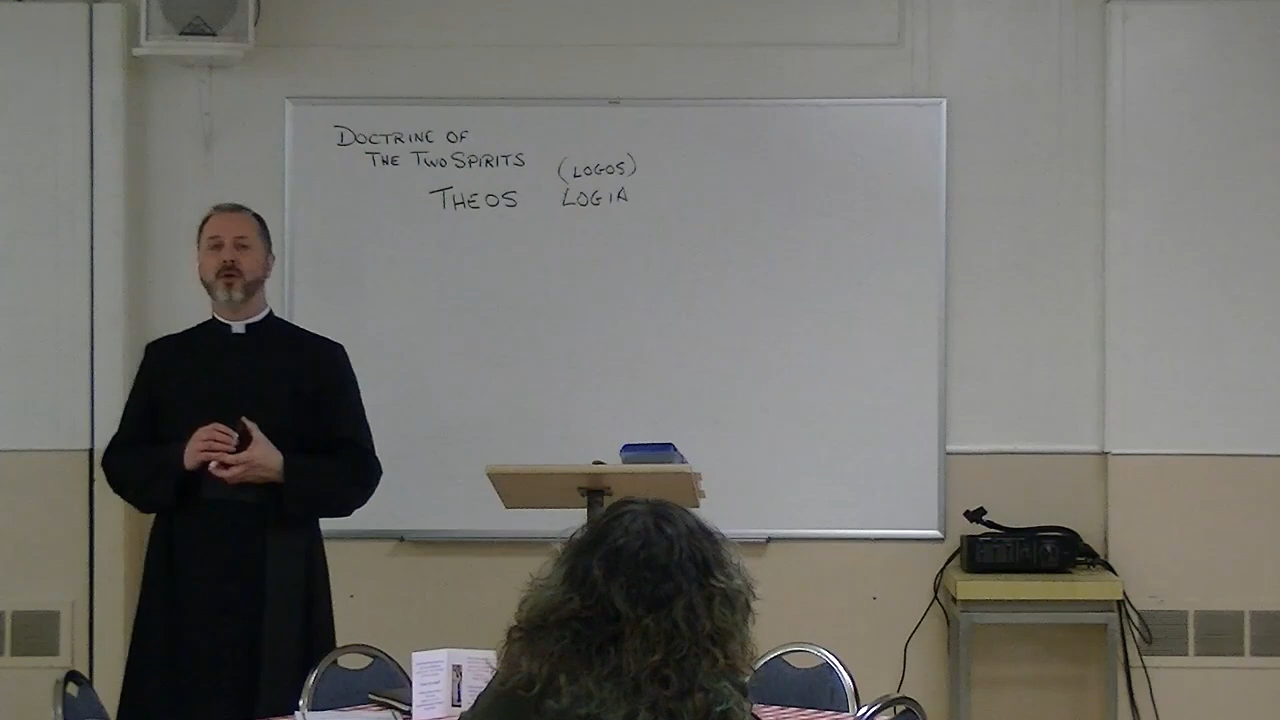 DOCTRINE OF
THE TWO SPIRITS
(LOGOS)
THEOS LOGIA